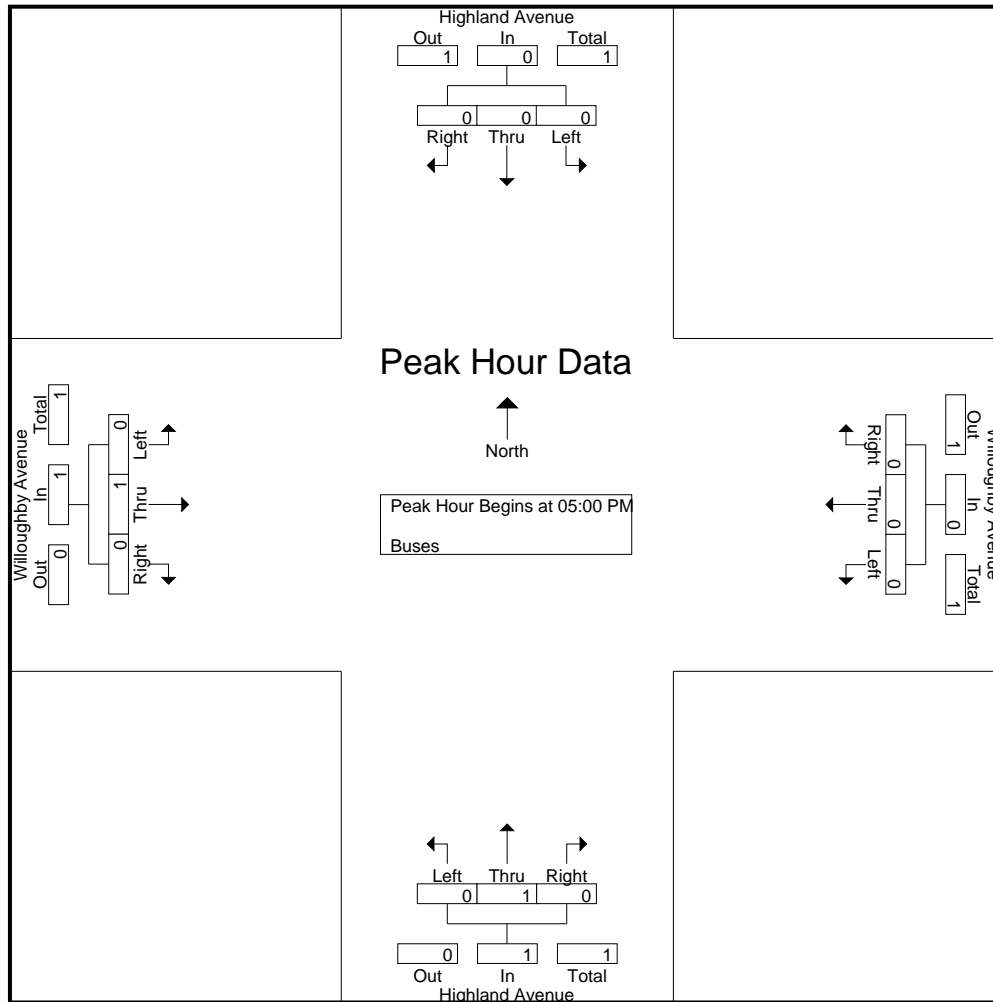 Highland Avenue
Out In Total
1 0 1
0 0 0
Right Thru Left
Peak Hour Data
North
Peak Hour Begins at 05:00 PM
Buses
Willoughby Avenue
Total In Out
1 1 0
0 1 0
Left Thru Right
Willoughby Avenue
Out In Total
1 0 1
0 0 0
Right Thru Left
Left Thru Right
0 1 0
0 1 1
Out In Total
Highland Avenue